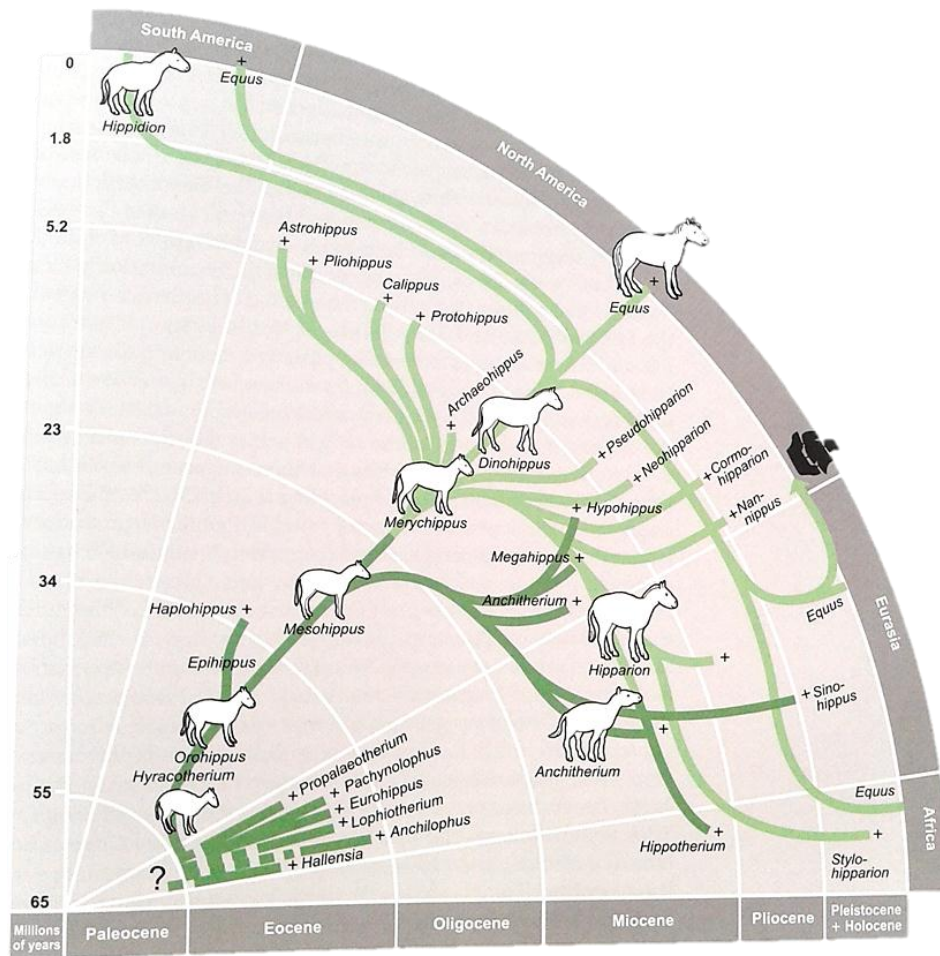 South America
North America
Eurasia
Africa
0
1.8
5.2
23
34
55
65
+
Equus
Hippidion
Astrohippus
+
+ Pliohippus
Calippus
+
+ Protohippus
Archaeohippus
+
+
Equus
Dinohippus
+ Pseudohipparion
+ Neohipparion
+ Cormo-
hipparion
+ Nan-
nippus
Merychippus
+ Hypohippus
Megahippus +
Anchitherium +
Mesohippus
Haplohippus +
Epihippus
Hipparion
+
Equus
+ Sino-
hippus
+
Anchitherium
Orohippus
Hyracotherium
+ Propalaeotherium
+ Pachynolophus
+ Eurohippus
+ Lophiotherium
+ Anchilophus
+ Hallensia
?
+
Hippotherium
Equus
+
Stylo-
hipparion
Millions
of years
Paleocene
Eocene
Oligocene
Miocene
Pliocene
Pleistocene
+ Holocene